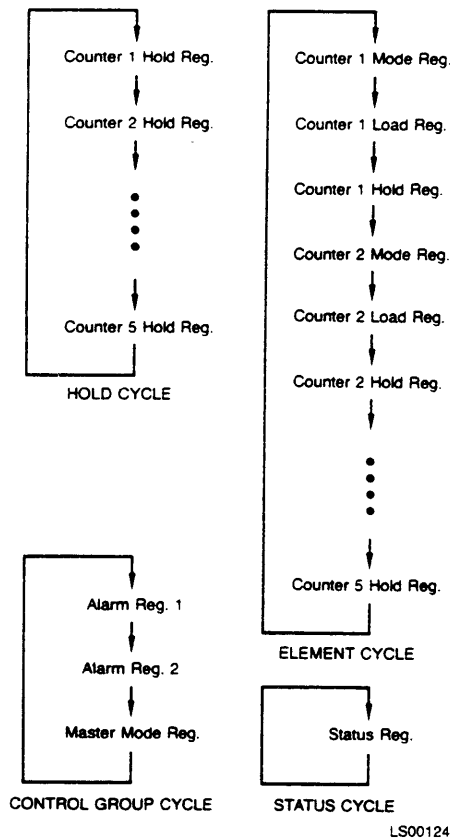 Counter 1 Hold Reg.
Counter 2 Hold Reg.
Counter 5 Hold Reg.
HOLD CYCLE
Counter 1 Mode Reg.
Counter 1 Load Reg.
Counter 1 Hold Reg.
Counter 2 Mode Reg.
Counter 2 Load Reg.
Counter 2 Hold Reg.
Counter 5 Hold Reg.
ELEMENT CYCLE
Alarm Reg. 1
Alarm Reg. 2
Master Mode Reg.
CONTROL GROUP CYCLE
Status Reg.
STATUS CYCLE
LS00124